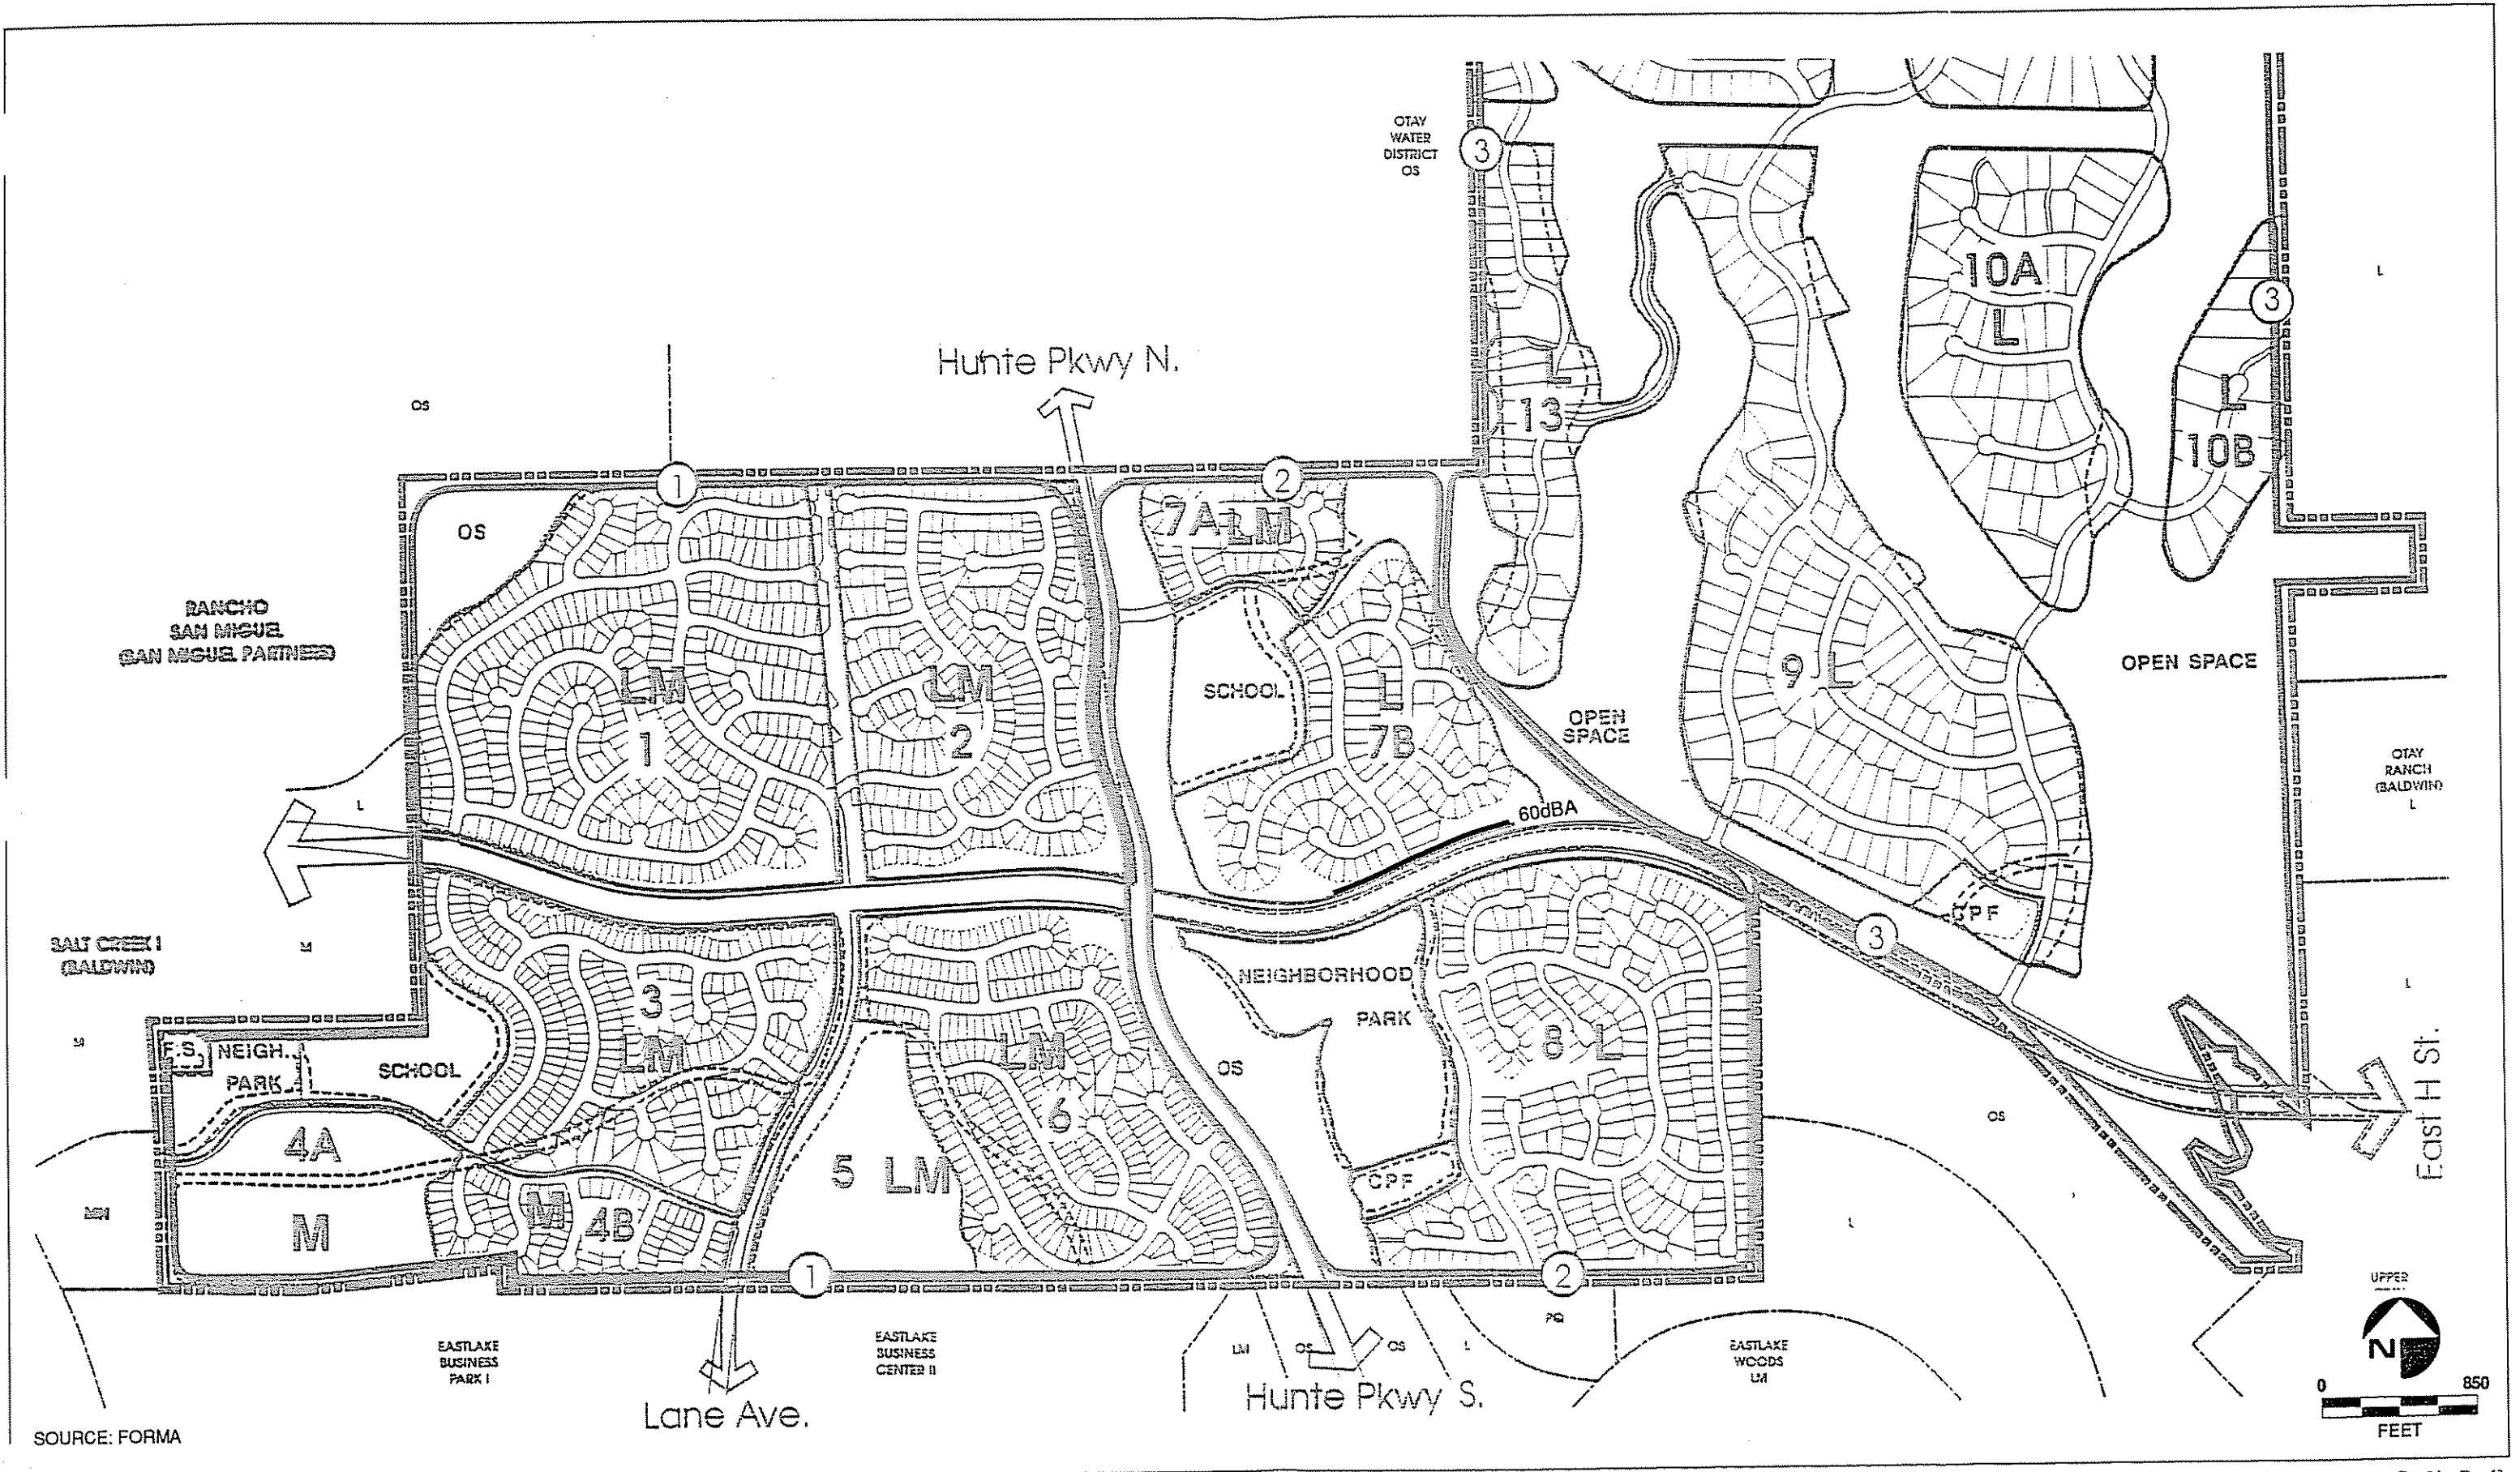 OTAY
WATER
DISTRICT
OS
3
10A
L
3
L
L
10B
L
13
Hunte Pkwy N.
OS
1
2
OS
7A LM
RANCHO
SAN MIGUEL
(SAN MIGUEL PARTNERS)
LM
1
LM
2
SCHOOL
L
7B
OPEN
SPACE
9 L
OPEN SPACE
OTAY
RANCH
(BALDWIN)
L
L
60dBA
CPF
3
SALT CREEK I
(BALDWIN)
M
M
3
LM
NEIGHBORHOOD
PARK
L
F.S.
NEIGH.
PARK
SCHOOL
LM
6
OS
8 L
OS
East H St.
4A
M
MH
M
4B
5 LM
CPF
L
1
2
UPPER
EASTLAKE
BUSINESS
PARK I
EASTLAKE
BUSINESS
CENTER II
LM
OS
OS
L
PQ
EASTLAKE
WOODS
LM
N
Lane Ave.
Hunte Pkwy S.
0
850
FEET
SOURCE: FORMA